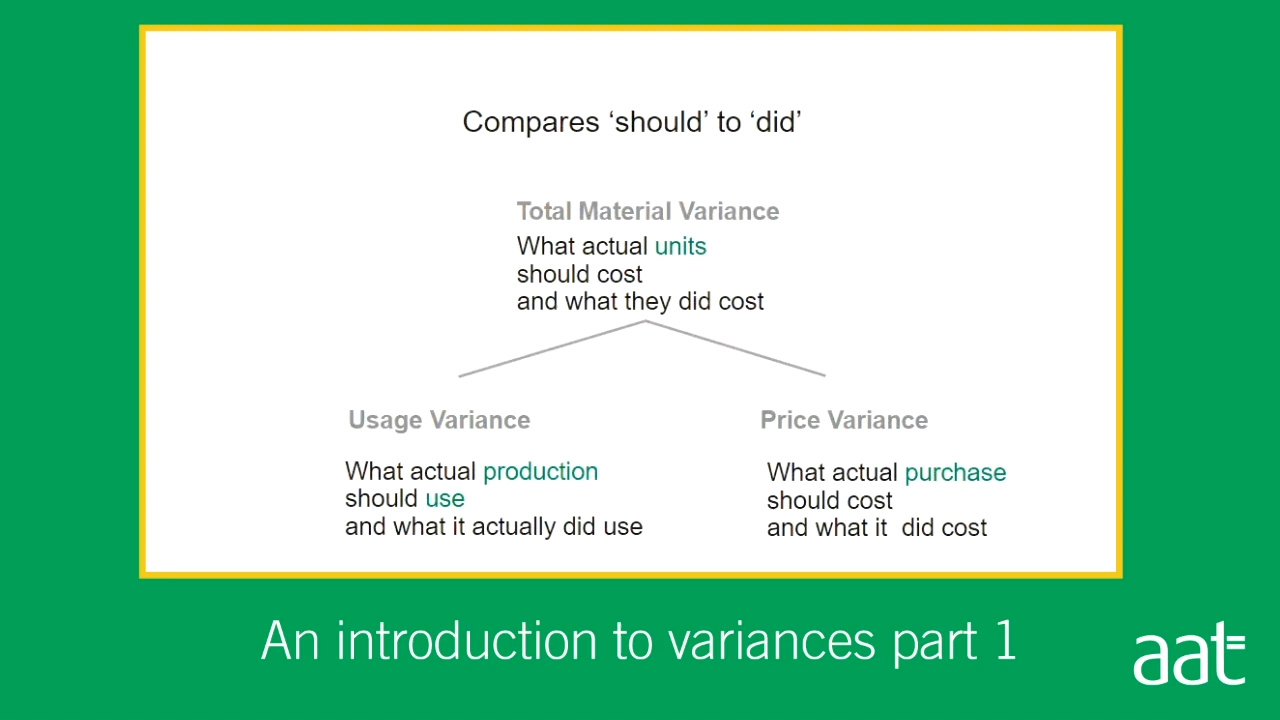 Compares ‘should’ to ‘did’
Total Material Variance
What actual units
should cost
and what they did cost
Usage Variance
What actual production
should use
and what it actually did use
Price Variance
What actual purchase
should cost
and what it  did cost
An introduction to variances part 1
aat